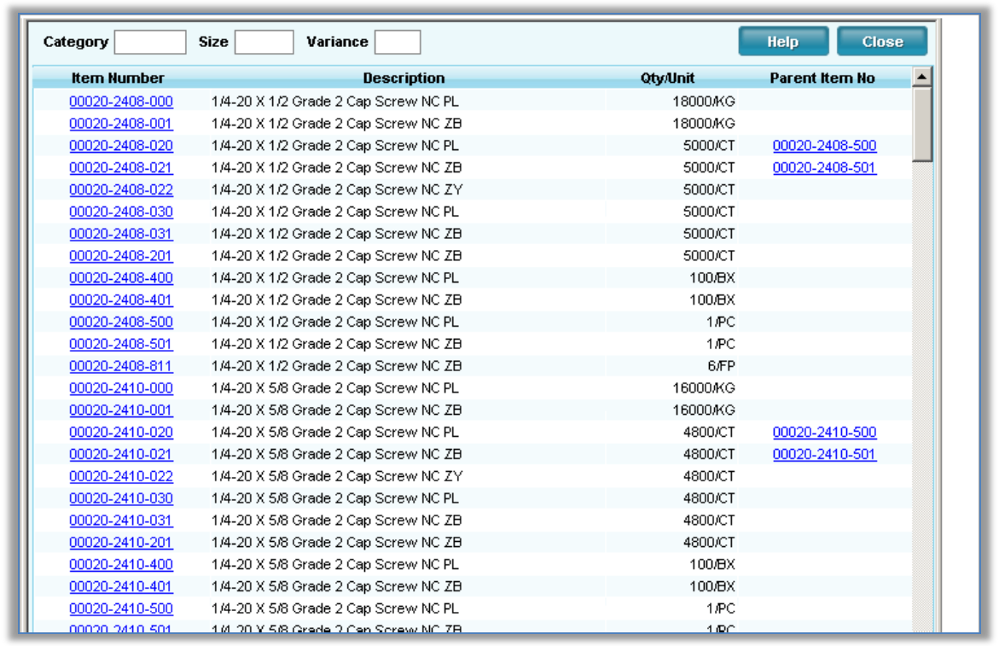 Category Size Variance Help Close
Item Number Description Qty/Unit Parent Item No
00020-2408-000 1/4-20 X 1/2 Grade 2 Cap Screw NC PL 18000/KG
00020-2408-001 1/4-20 X 1/2 Grade 2 Cap Screw NC ZB 18000/KG
00020-2408-020 1/4-20 X 1/2 Grade 2 Cap Screw NC PL 5000/CT 00020-2408-500
00020-2408-021 1/4-20 X 1/2 Grade 2 Cap Screw NC ZB 5000/CT 00020-2408-501
00020-2408-022 1/4-20 X 1/2 Grade 2 Cap Screw NC ZY 5000/CT
00020-2408-030 1/4-20 X 1/2 Grade 2 Cap Screw NC PL 5000/CT
00020-2408-031 1/4-20 X 1/2 Grade 2 Cap Screw NC ZB 5000/CT
00020-2408-201 1/4-20 X 1/2 Grade 2 Cap Screw NC ZB 5000/CT
00020-2408-400 1/4-20 X 1/2 Grade 2 Cap Screw NC PL 100/BX
00020-2408-401 1/4-20 X 1/2 Grade 2 Cap Screw NC ZB 100/BX
00020-2408-500 1/4-20 X 1/2 Grade 2 Cap Screw NC PL 1/PC
00020-2408-501 1/4-20 X 1/2 Grade 2 Cap Screw NC ZB 1/PC
00020-2408-811 1/4-20 X 1/2 Grade 2 Cap Screw NC ZB 6/FP
00020-2410-000 1/4-20 X 5/8 Grade 2 Cap Screw NC PL 16000/KG
00020-2410-001 1/4-20 X 5/8 Grade 2 Cap Screw NC ZB 16000/KG
00020-2410-020 1/4-20 X 5/8 Grade 2 Cap Screw NC PL 4800/CT 00020-2410-500
00020-2410-021 1/4-20 X 5/8 Grade 2 Cap Screw NC ZB 4800/CT 00020-2410-501
00020-2410-022 1/4-20 X 5/8 Grade 2 Cap Screw NC ZY 4800/CT
00020-2410-030 1/4-20 X 5/8 Grade 2 Cap Screw NC PL 4800/CT
00020-2410-031 1/4-20 X 5/8 Grade 2 Cap Screw NC ZB 4800/CT
00020-2410-201 1/4-20 X 5/8 Grade 2 Cap Screw NC ZB 4800/CT
00020-2410-400 1/4-20 X 5/8 Grade 2 Cap Screw NC PL 100/BX
00020-2410-401 1/4-20 X 5/8 Grade 2 Cap Screw NC ZB 100/BX
00020-2410-500 1/4-20 X 5/8 Grade 2 Cap Screw NC PL 1/PC
00020-2410-501 1/4-20 X 5/8 Grade 2 Cap Screw NC ZB 1/PC